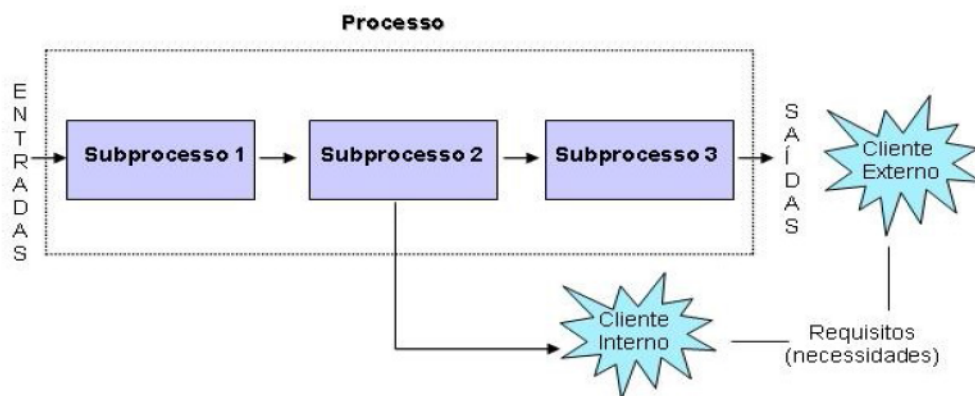 Processo
ENTRADAS
Subprocesso 1
Subprocesso 2
Subprocesso 3
SAÍDAS
Cliente
Externo
Cliente
Interno
Requisitos
(necessidades)